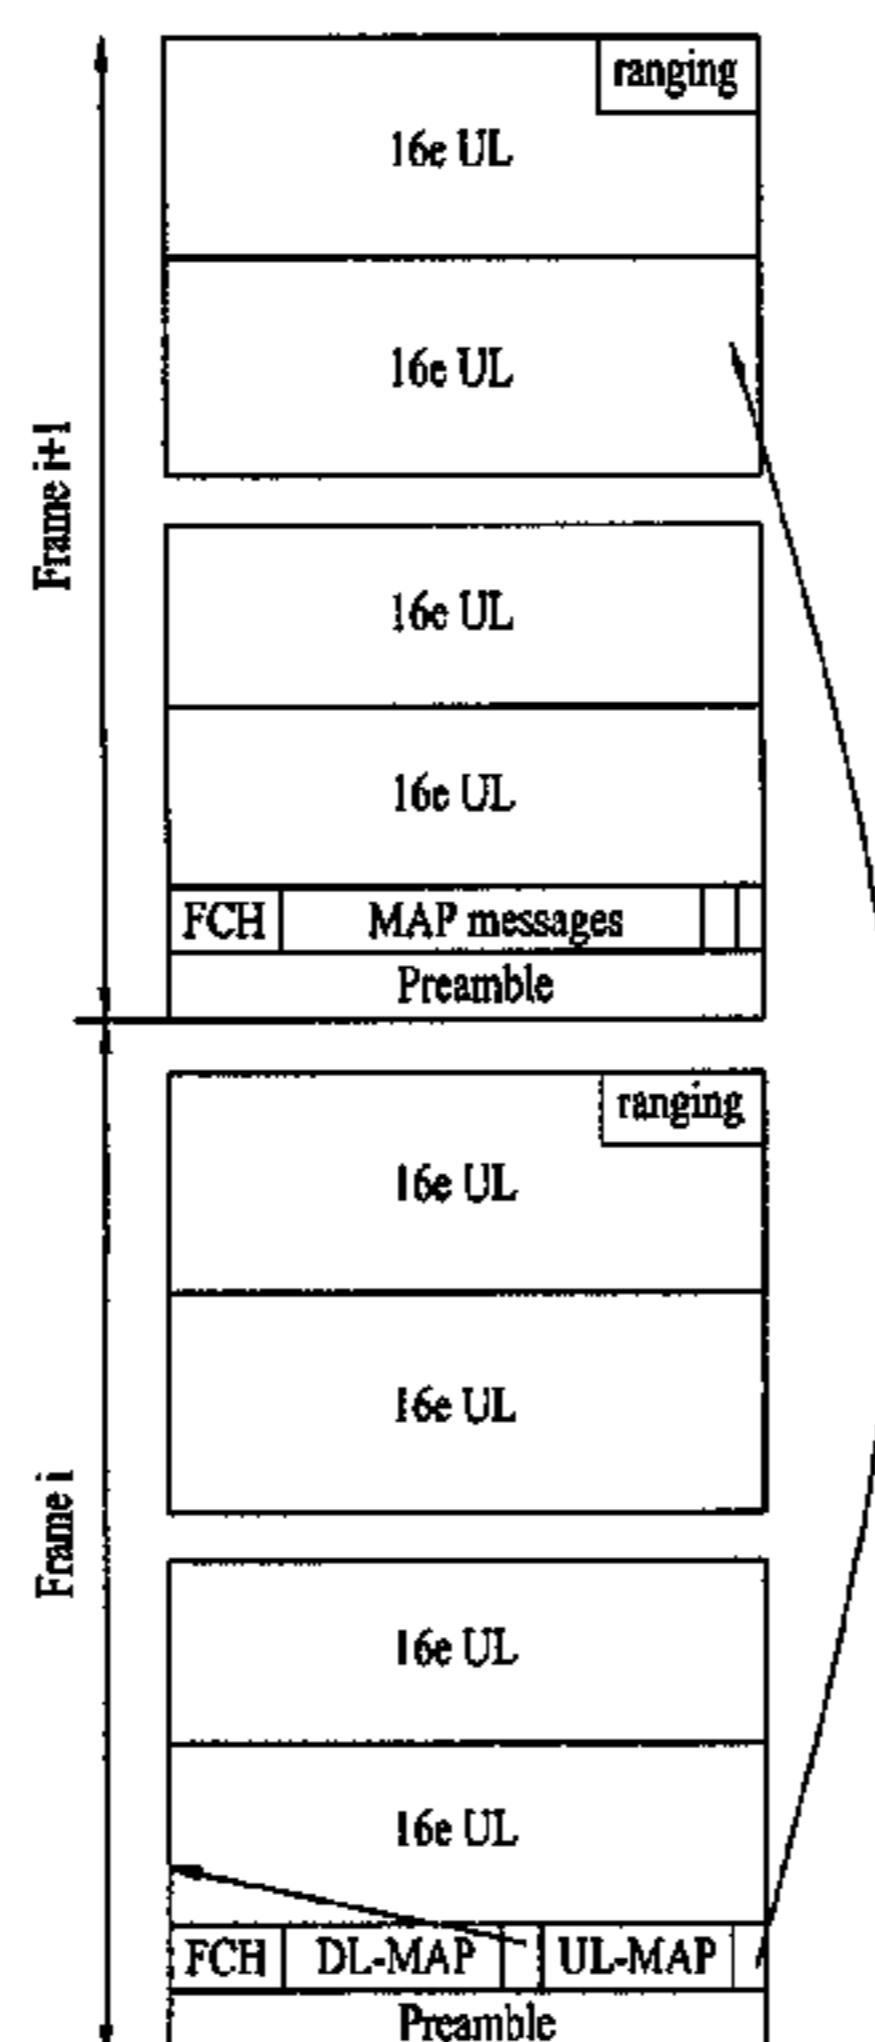 ranging
16e UL
16e UL
Frame i+1
16e UL
16e UL
FCH MAP messages
Preamble
ranging
16e UL
16e UL
Frame i
16e UL
16e UL
FCH DL-MAP UL-MAP
Preamble